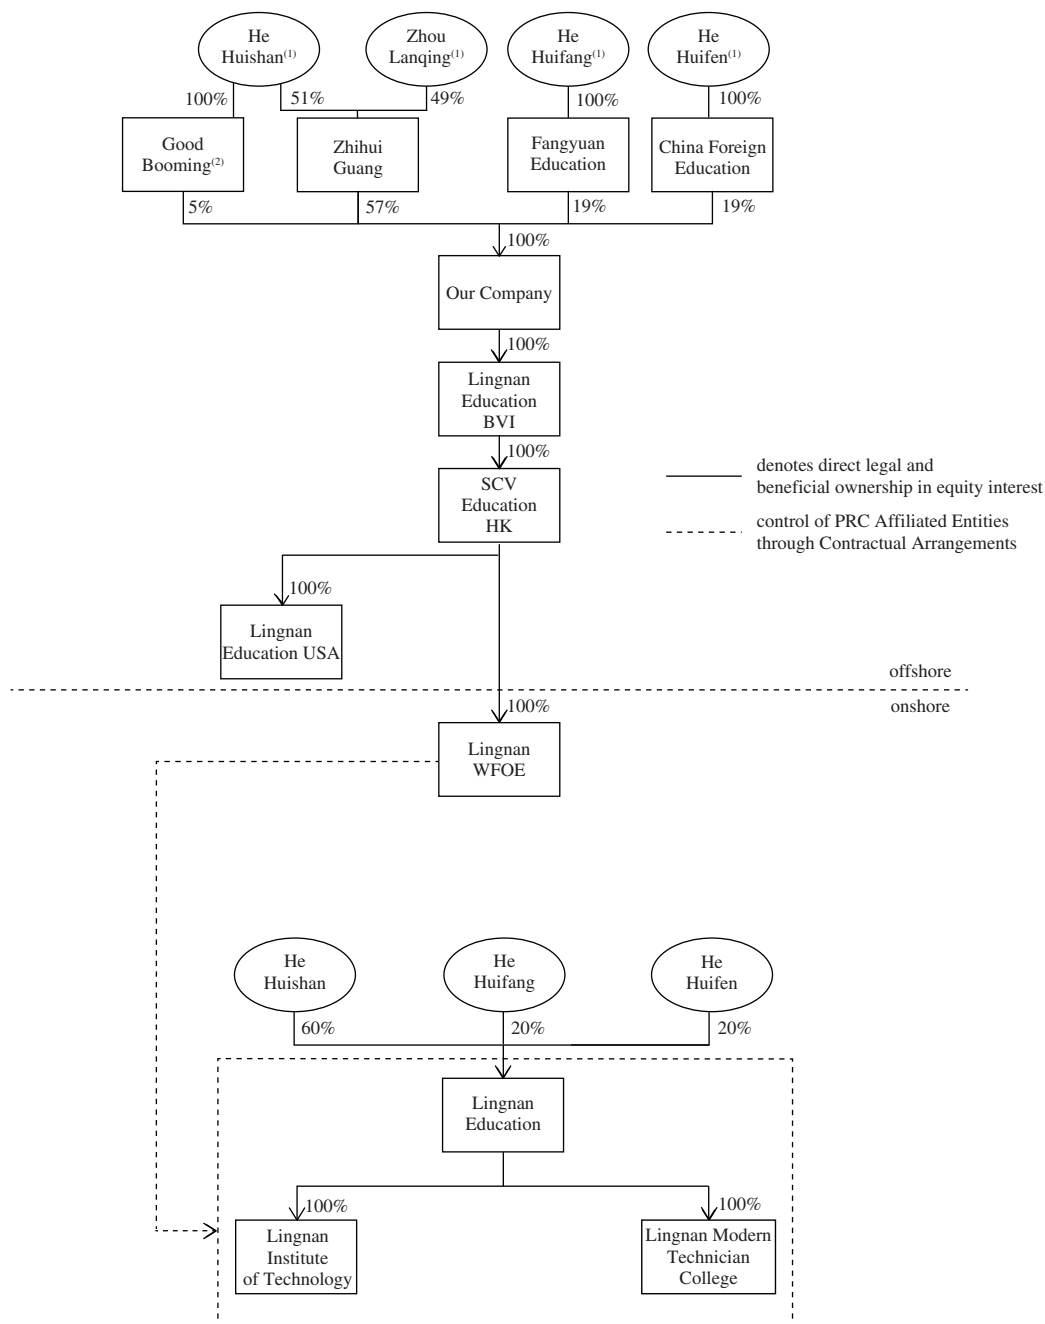 He
Huishan(1)
Zhou
Lanqing(1)
He
Huifang(1)
He
Huifen(1)
100%
51%
49%
100%
100%
Good
Booming(2)
Zhihui
Guang
Fangyuan
Education
China Foreign
Education
5%
57%
19%
19%
100%
Our Company
100%
Lingnan
Education
BVI
100%
SCV
Education
HK
denotes direct legal and
beneficial ownership in equity interest
control of PRC Affiliated Entities
through Contractual Arrangements
100%
Lingnan
Education USA
offshore
onshore
100%
Lingnan
WFOE
He
Huishan
He
Huifang
He
Huifen
60%
20%
20%
Lingnan
Education
100%
100%
Lingnan
Institute
of Technology
Lingnan Modern
Technician
College